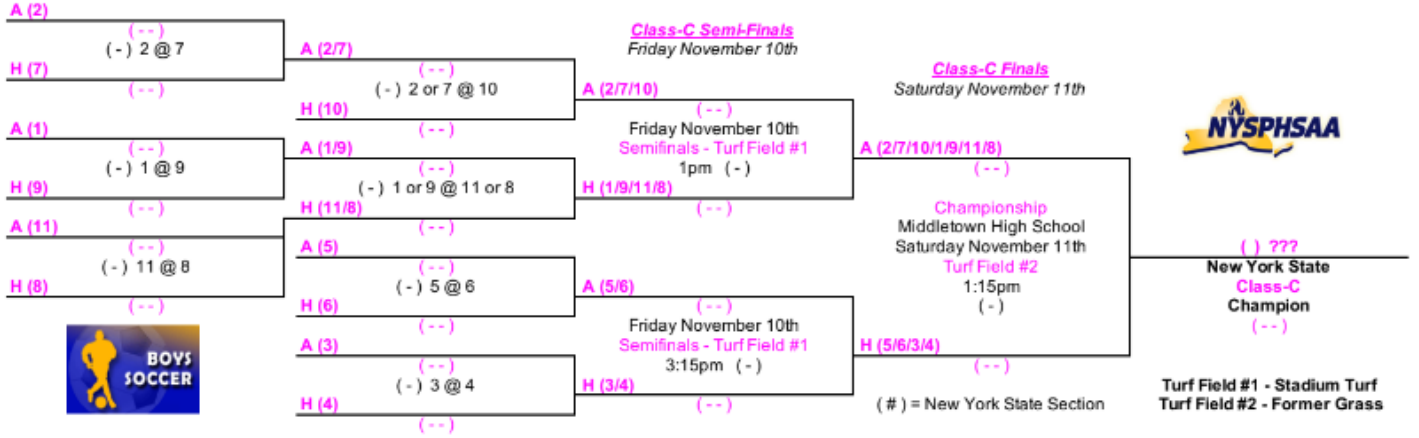 A (2)
( - - )
( - ) 2 @ 7
H (7)
( - - )
A (1)
( - - )
( - ) 1 @ 9
H (9)
( - - )
A (11)
( - - )
( - ) 11 @ 8
H (8)
( - - )
BOYS
SOCCER
A (2/7)
( - - )
( - ) 2 or 7 @ 10
H (10)
( - - )
A (1/9)
( - - )
( - ) 1 or 9 @ 11 or 8
H (11/8)
( - - )
A (5)
( - - )
( - ) 5 @ 6
H (6)
( - - )
A (3)
( - - )
( - ) 3 @ 4
H (4)
( - - )
Class-C Semi-Finals
Friday November 10th
A (2/7/10)
( - - )
Friday November 10th
Semifinals - Turf Field #1
1pm ( - )
H (1/9/11/8)
( - - )
A (5/6)
( - - )
Friday November 10th
Semifinals - Turf Field #1
3:15pm ( - )
H (3/4)
( - - )
Class-C Finals
Saturday November 11th
A (2/7/10/1/9/11/8)
( - - )
Championship
Middletown High School
Saturday November 11th
Turf Field #2
1:15pm
( - )
H (5/6/3/4)
( - - )
( # ) = New York State Section
NYSPHSAA
( ) ???
New York State
Class-C
Champion
( - - )
Turf Field #1 - Stadium Turf
Turf Field #2 - Former Grass